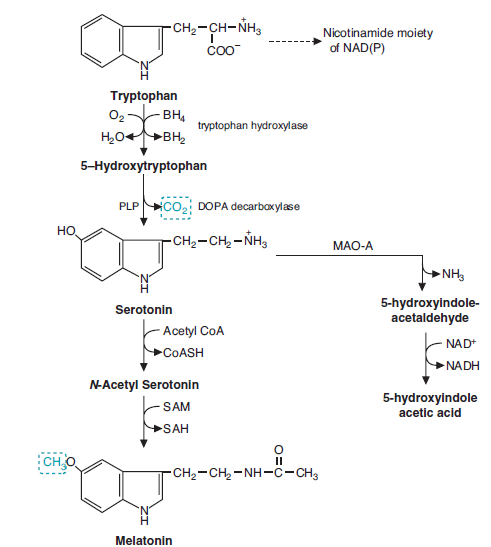 CH₂—CH—N⁺H₃
COO⁻
N
H
Nicotinamide moiety
of NAD(P)
Tryptophan
O₂
BH₄
H₂O
BH₂
tryptophan hydroxylase
5–Hydroxytryptophan
PLP
CO₂
DOPA decarboxylase
HO
CH₂—CH₂—N⁺H₃
N
H
Serotonin
MAO-A
NH₃
5-hydroxyindole-
acetaldehyde
NAD⁺
NADH
5-hydroxyindole
acetic acid
Acetyl CoA
CoASH
N-Acetyl Serotonin
SAM
SAH
CH₃O
O
CH₂—CH₂—NH—C—CH₃
N
H
Melatonin